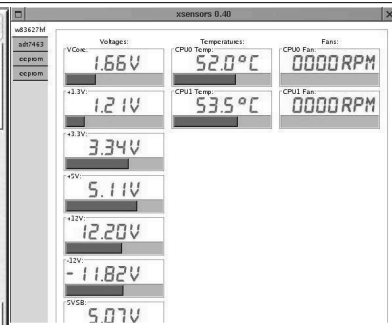 xsensors 0.40
w83627hf
adt7463
eeprom
eeprom
Voltages:
VCore:
1.66V
+1.3V:
1.21V
+3.3V:
3.34V
+5V:
5.11V
+12V:
12.20V
-12V:
-11.82V
5VSB:
5.07V
Temperatures:
CPU0 Temp:
52.0°C
CPU1 Temp:
53.5°C
Fans:
CPU0 Fan:
0000RPM
CPU1 Fan:
0000RPM